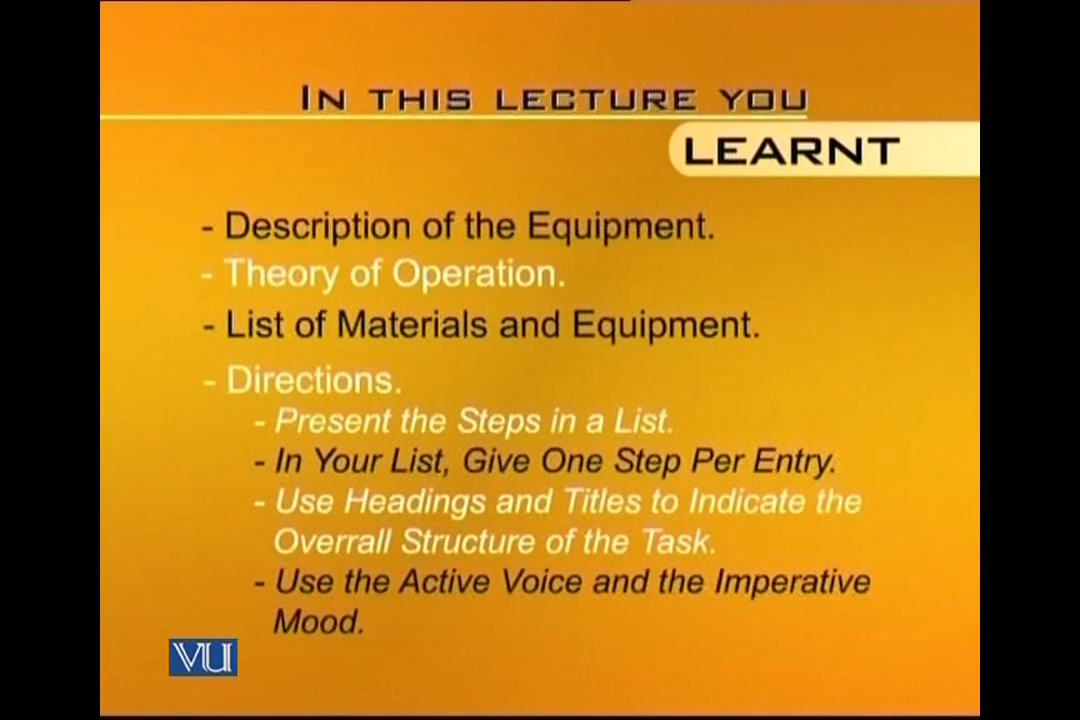 IN THIS LECTURE YOU
LEARNT
- Description of the Equipment.
- Theory of Operation.
- List of Materials and Equipment.
- Directions.
- Present the Steps in a List.
- In Your List, Give One Step Per Entry.
- Use Headings and Titles to Indicate the
Overrall Structure of the Task.
- Use the Active Voice and the Imperative
Mood.
VU